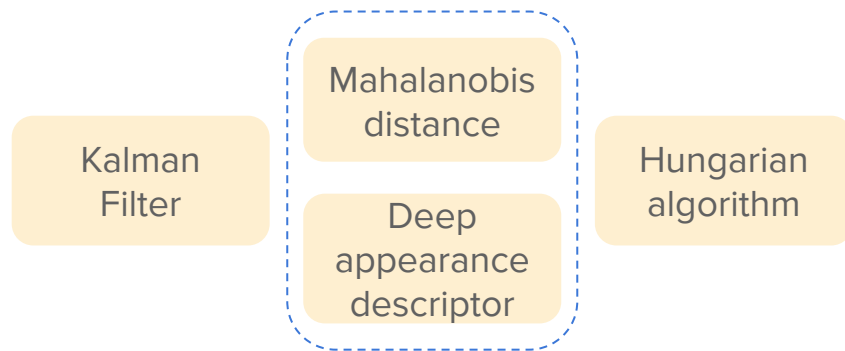 Kalman
Filter
Mahalanobis
distance
Deep
appearance
descriptor
Hungarian
algorithm